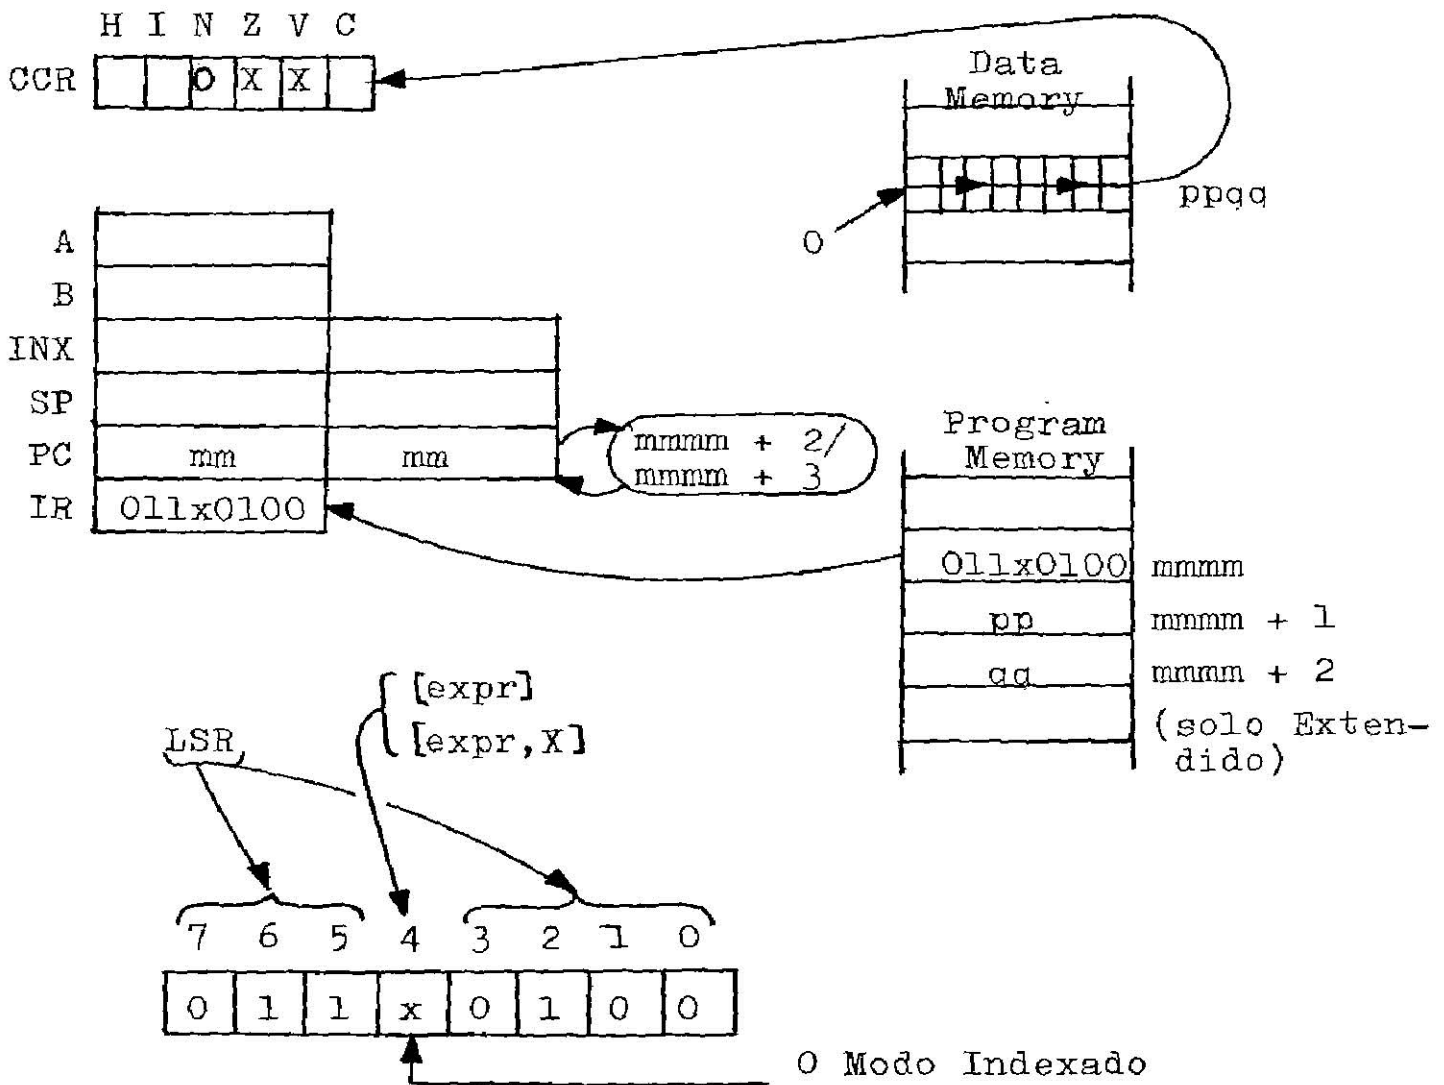 H I N Z V C
CCR O X X
Data
Memory
ppqq
O
A
B
INX
SP
PC mm mm
mmmm + 2/
mmmm + 3
IR 011x0100
Program
Memory
011x0100 mmmm
pp mmmm + 1
qq mmmm + 2
(solo Exten-
dido)
[expr]
[expr,X]
LSR
7 6 5 4 3 2 1 0
0 1 1 x 0 1 0 0
O Modo Indexado